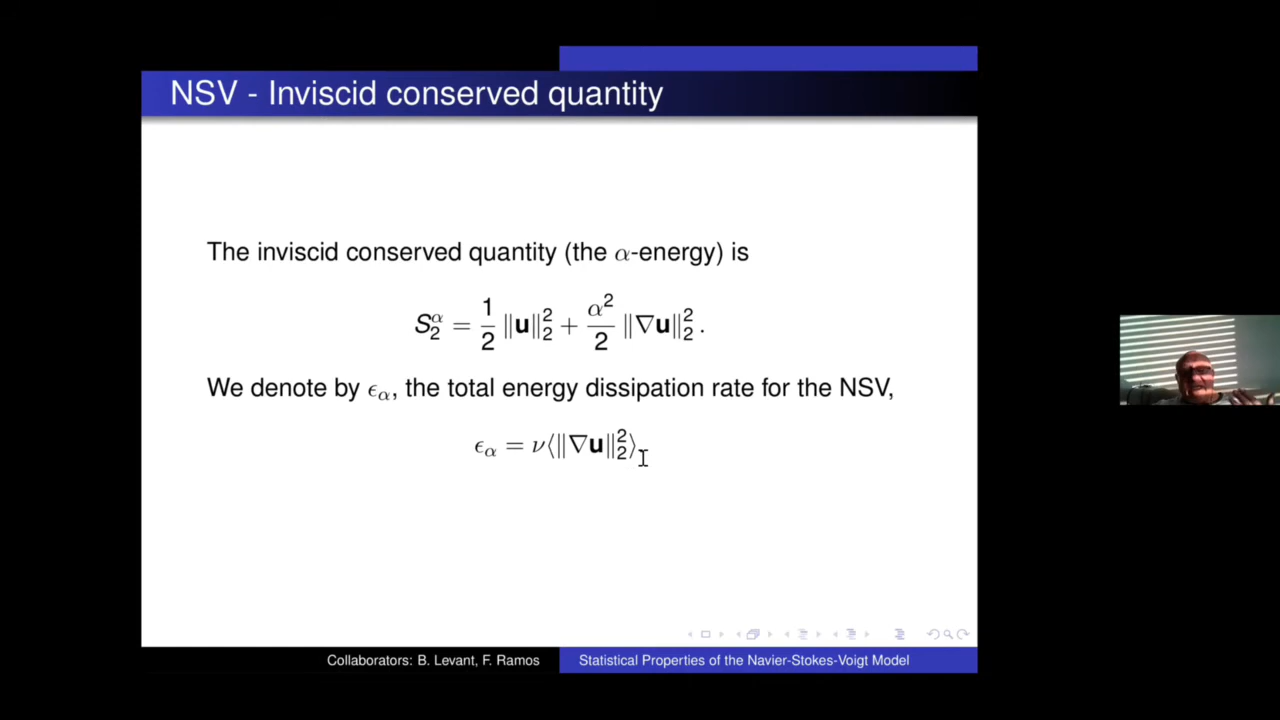 NSV - Inviscid conserved quantity
The inviscid conserved quantity (the α-energy) is
S₂^α = 1/2 ‖u‖₂² + α²/2 ‖∇u‖₂² .
We denote by ϵ_α, the total energy dissipation rate for the NSV,
ϵ_α = ν⟨‖∇u‖₂²⟩
Collaborators: B. Levant, F. Ramos
Statistical Properties of the Navier-Stokes-Voigt Model